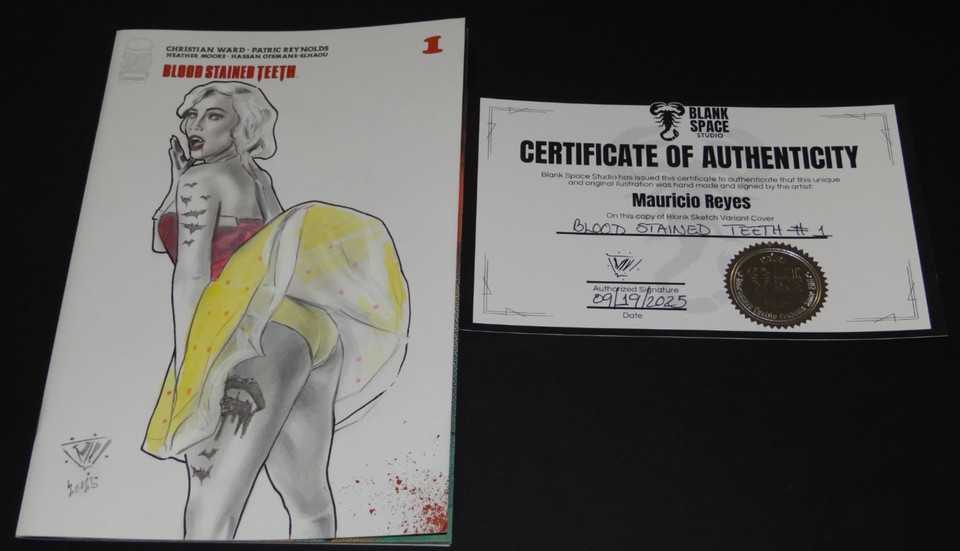 CHRISTIAN WARD · PATRIC REYNOLDS
HEATHER MOORE · HASSAN OTSMANE-ELHAOU
BLOOD STAINED TEETH
1
2025
BLANK
SPACE
STUDIO
CERTIFICATE OF AUTHENTICITY
Blank Space Studio has issued this certificate to authenticate that this unique
and original ilustration was hand made and signed by the artist:
Mauricio Reyes
On this copy of Blank Sketch Variant Cover
BLOOD STAINED TEETH # 1
Authorized Signature
09/19/2025
Date